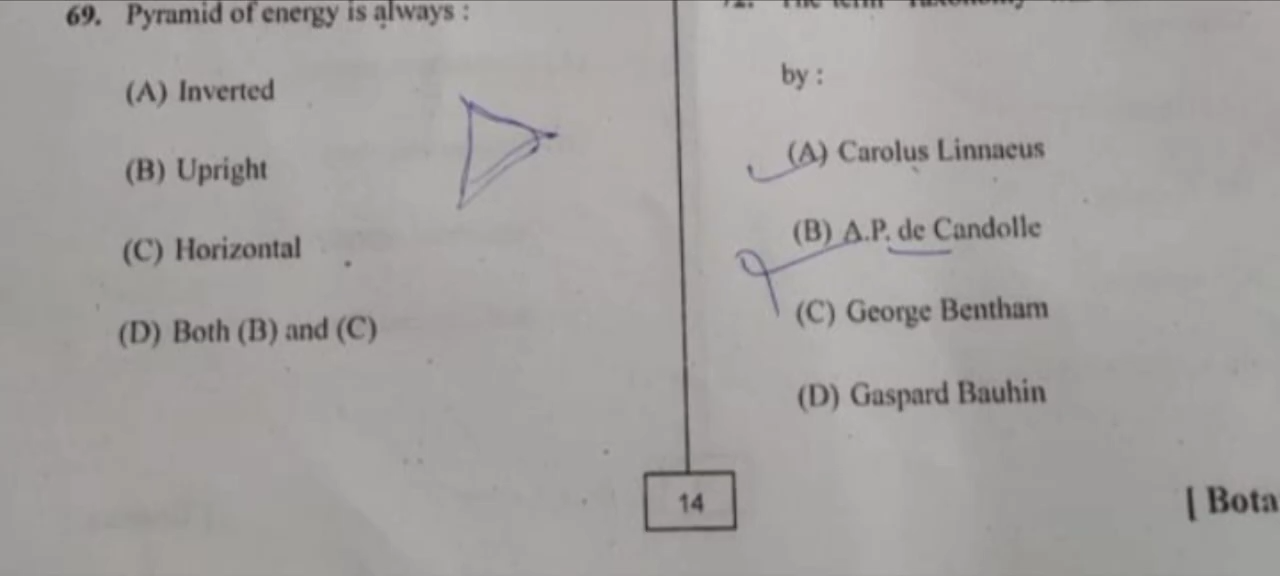 69. Pyramid of energy is always :
(A) Inverted
(B) Upright
(C) Horizontal
(D) Both (B) and (C)
by :
(A) Carolus Linnaeus
(B) A.P. de Candolle
(C) George Bentham
(D) Gaspard Bauhin
14
[ Bota